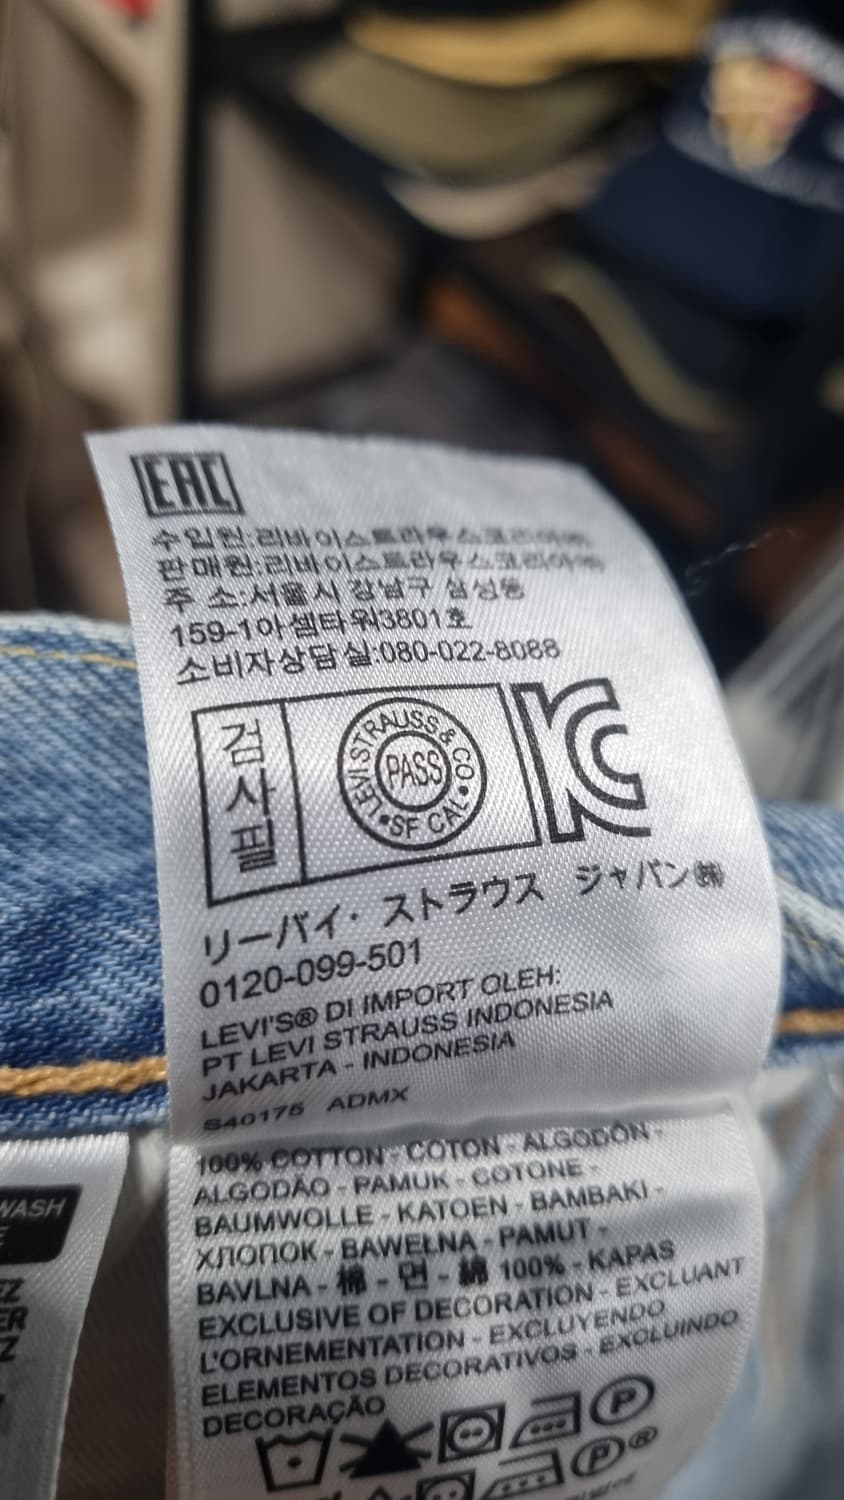 EAC
수입원:리바이스트라우스코리아㈜
판매원:리바이스트라우스코리아㈜
주 소:서울시 강남구 삼성동
159-1아셈타워3801호
소비자상담실:080-022-8088
검사필
LEVI STRAUSS & CO
PASS
SF CAL
リーバイ・ストラウス ジャパン㈱
0120-099-501
LEVI'S® DI IMPORT OLEH:
PT LEVI STRAUSS INDONESIA
JAKARTA - INDONESIA
S40175 ADMX
100% COTTON - COTON - ALGODÓN -
ALGODÃO - PAMUK - COTONE -
BAUMWOLLE - KATOEN - BAMBAKI -
ХЛОПОК - BAWEŁNA - PAMUT -
BAVLNA - 棉 - 면 - 綿 100% - KAPAS
EXCLUSIVE OF DECORATION - EXCLUANT
L'ORNEMENTATION - EXCLUYENDO
ELEMENTOS DECORATIVOS - EXCLUINDO
DECORAÇÃO
P
P®
WASH